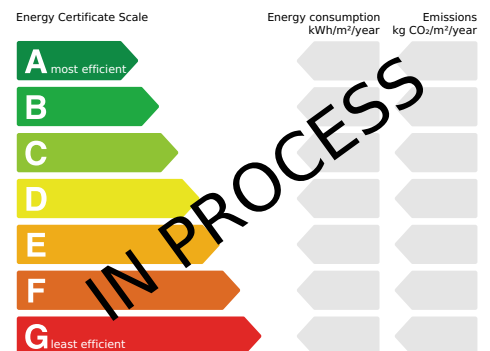 Energy Certificate Scale
Energy consumption
kWh/m²/year
Emissions
kg CO₂/m²/year
A most efficient
B
C
D
E
F
G least efficient
IN PROCESS